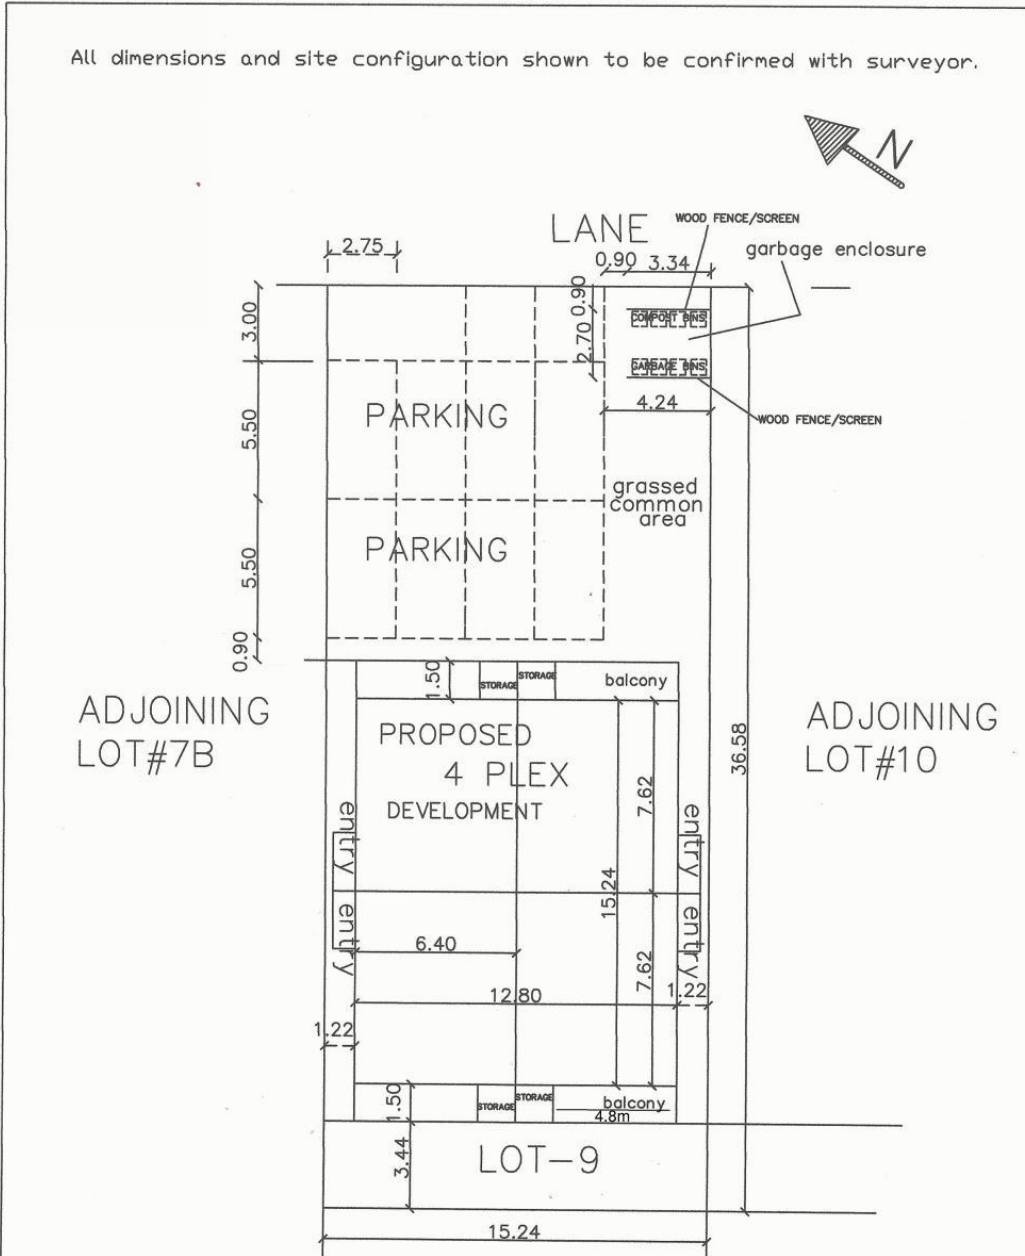 All dimensions and site configuration shown to be confirmed with surveyor.
N
LANE
WOOD FENCE/SCREEN
garbage enclosure
2.75
0.90
3.34
3.00
0.90
COMPOST BINS
2.70
GARBAGE BINS
4.24
WOOD FENCE/SCREEN
PARKING
5.50
grassed
common
area
PARKING
5.50
0.90
1.50
STORAGE
STORAGE
balcony
ADJOINING
LOT#7B
PROPOSED
4 PLEX
DEVELOPMENT
7.62
36.58
ADJOINING
LOT#10
entry
entry
15.24
entry
entry
6.40
7.62
12.80
1.22
1.22
1.50
STORAGE
STORAGE
balcony
4.8m
3.44
LOT-9
15.24